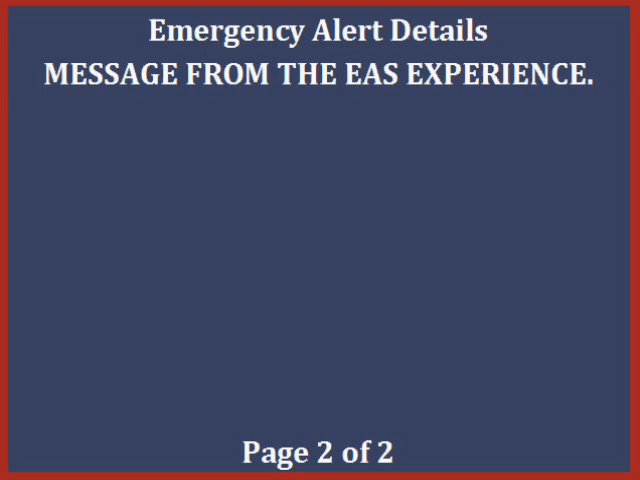 Emergency Alert Details
MESSAGE FROM THE EAS EXPERIENCE.
Page 2 of 2